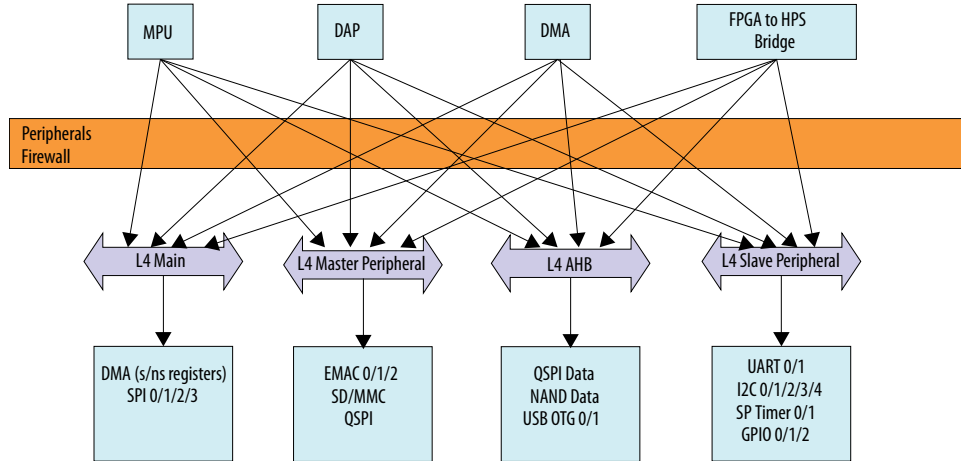 MPU
DAP
DMA
FPGA to HPS
Bridge
Peripherals
Firewall
L4 Main
L4 Master Peripheral
L4 AHB
L4 Slave Peripheral
DMA (s/ns registers)
SPI 0/1/2/3
EMAC 0/1/2
SD/MMC
QSPI
QSPI Data
NAND Data
USB OTG 0/1
UART 0/1
I2C 0/1/2/3/4
SP Timer 0/1
GPIO 0/1/2